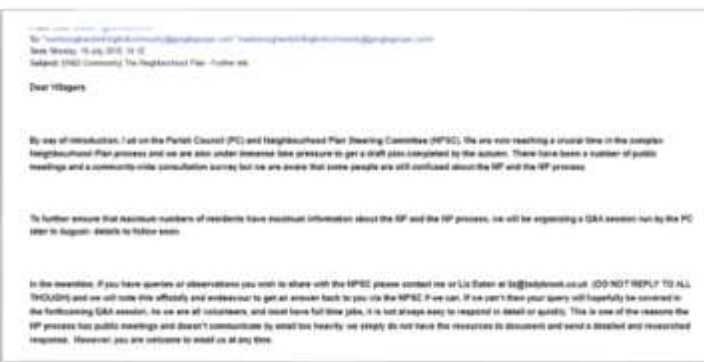 To:
Sent: Monday,
Subject: The Neighbourhood Plan - Further info
Dear Villagers
By way of introduction, I sit on the Parish Council (PC) and Neighbourhood Plan Steering Committee (NPSC). We are now reaching a crucial time in the complex
Neighbourhood Plan process and we are also under immense time pressure to get a draft plan completed by the autumn. There have been a number of public
meetings and a community-wide consultation survey but we are aware that some people are still confused about the NP and the NP process.
To further ensure that maximum numbers of residents have maximum information about the NP and the NP process, we will be organising a Q&A session run by the PC
later in August- details to follow soon.
In the meantime, if you have queries or observations you wish to share with the NPSC please contact me or Liz Eaton at (DO NOT REPLY TO ALL
THOUGH) and we will note this officially and endeavour to get an answer back to you via the NPSC if we can. If we can't then your query will hopefully be covered in
the forthcoming Q&A session. As we are all volunteers, and most have full time jobs, it is not always easy to respond in detail or quickly. This is one of the reasons the
NP process has public meetings and doesn't communicate by email too heavily: we simply do not have the resources to document and send a detailed and researched
response. However, you are welcome to email us at any time.